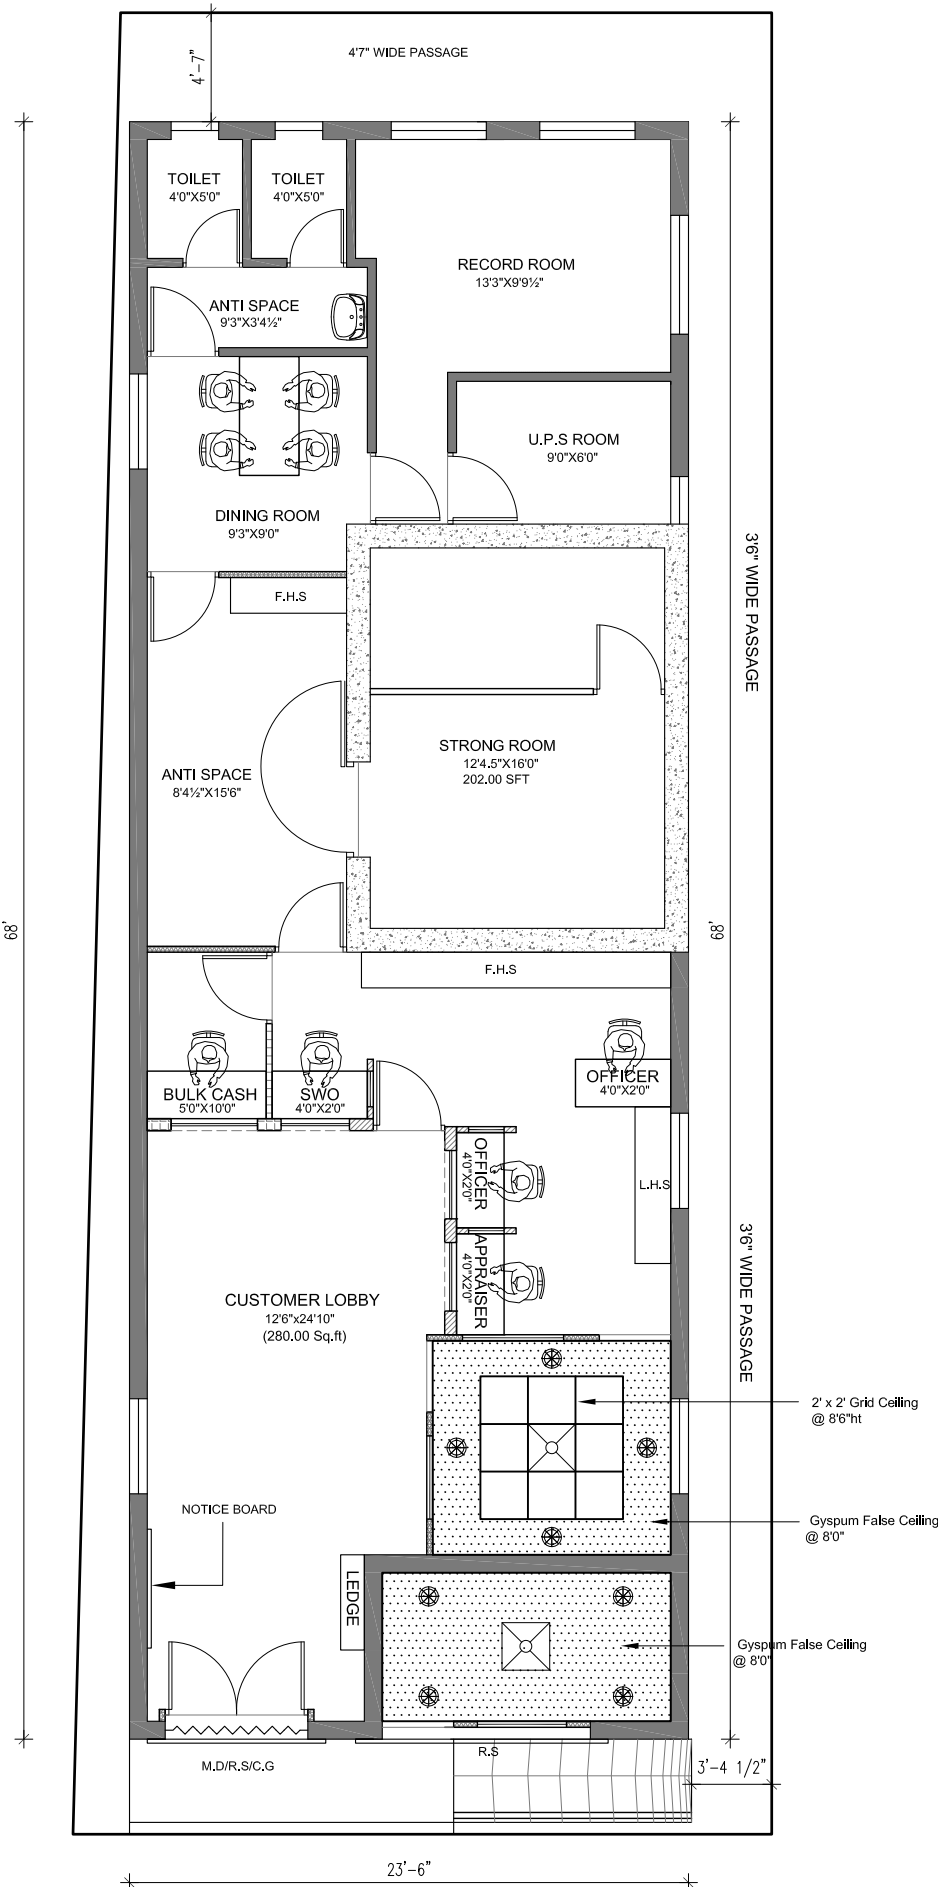 4'7" WIDE PASSAGE
4'-7"
TOILET
4'0"X5'0"
TOILET
4'0"X5'0"
RECORD ROOM
13'3"X9'9½"
ANTI SPACE
9'3"X3'4½"
U.P.S ROOM
9'0"X6'0"
DINING ROOM
9'3"X9'0"
3'6" WIDE PASSAGE
F.H.S
STRONG ROOM
12'4.5"X16'0"
202.00 SFT
ANTI SPACE
8'4½"X15'6"
68'
68'
F.H.S
BULK CASH
5'0"X10'0"
SWO
4'0"X2'0"
OFFICER
4'0"X2'0"
OFFICER
4'0"X2'0"
L.H.S
APPRAISER
4'0"X2'0"
3'6" WIDE PASSAGE
CUSTOMER LOBBY
12'6"x24'10"
(280.00 Sq.ft)
2' x 2' Grid Ceiling
@ 8'6"ht
NOTICE BOARD
Gyspum False Ceiling
@ 8'0"
LEDGE
Gyspum False Ceiling
@ 8'0"
M.D/R.S/C.G
R.S
3'-4 1/2"
23'-6"